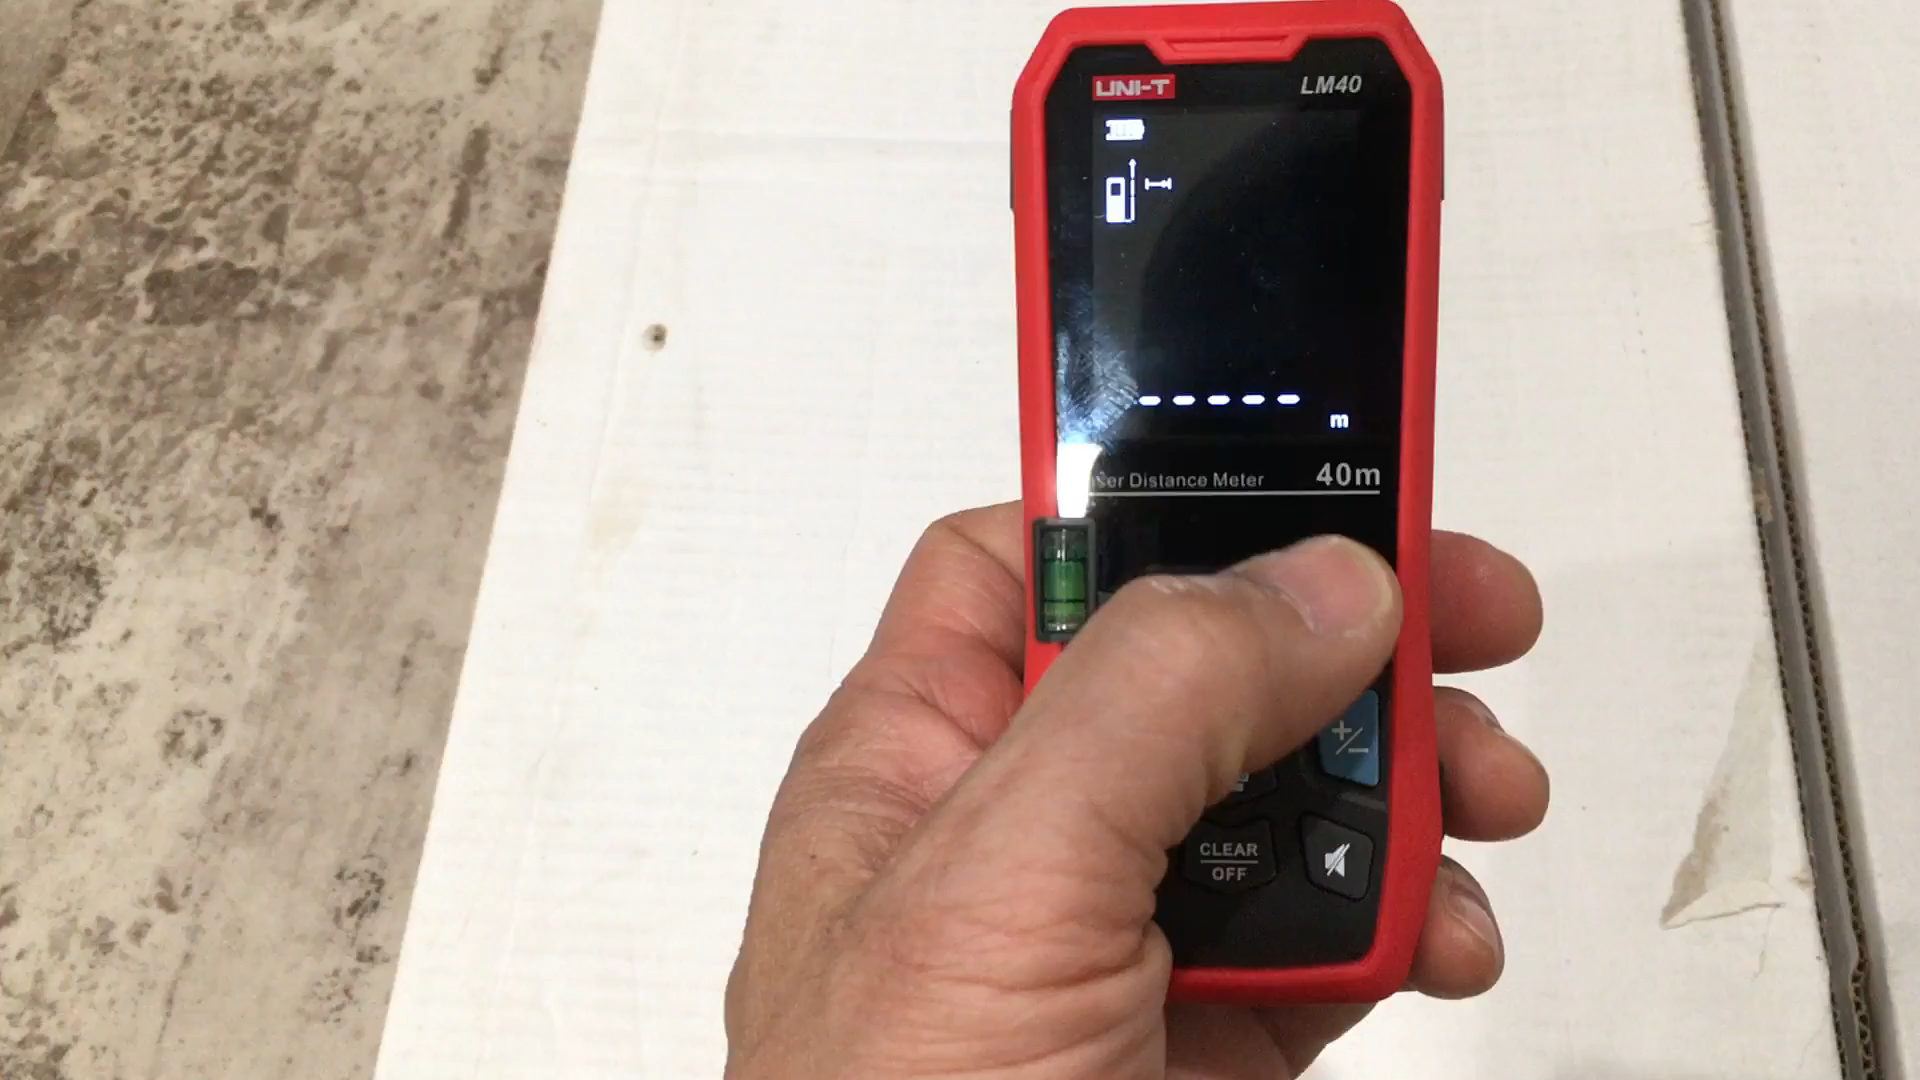 UNI-T LM40
- - - - -
m
Distance Meter 40m
+/-
CLEAR
OFF